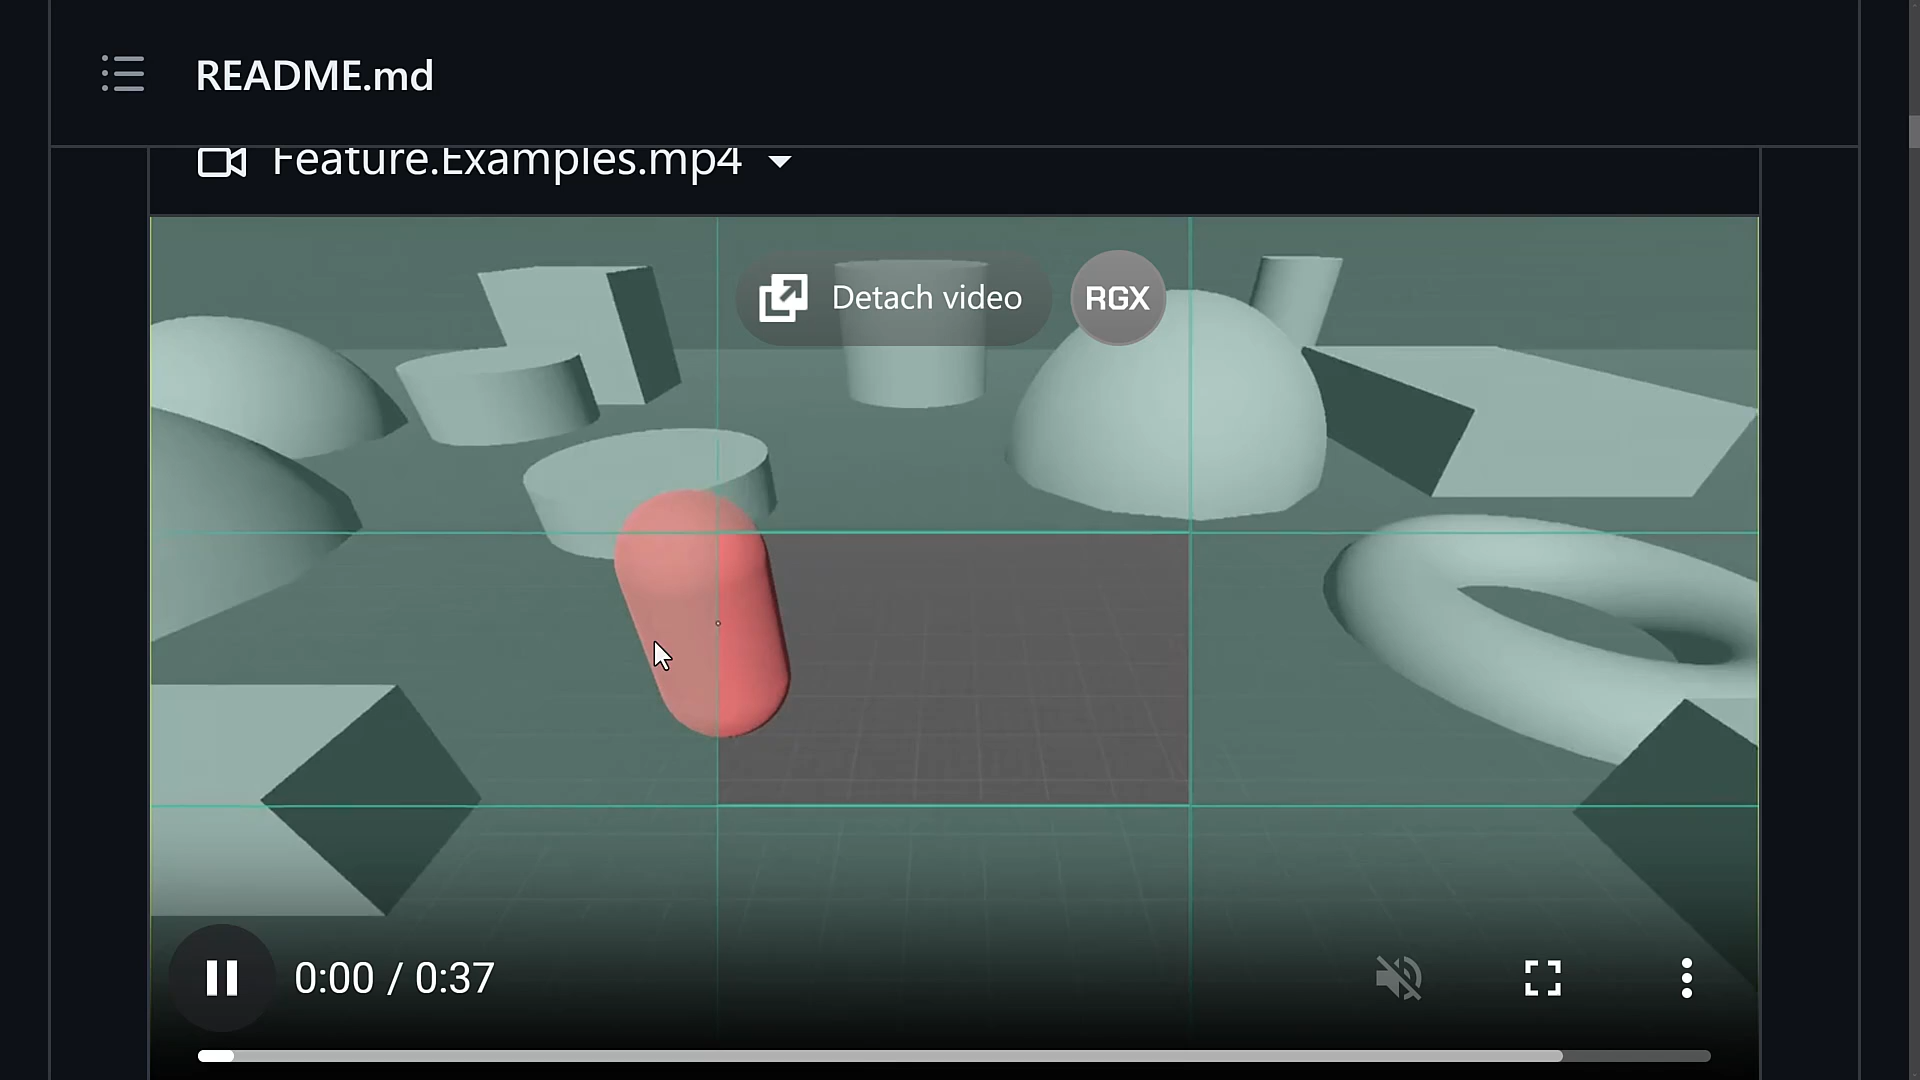 README.md
Feature.Examples.mp4
Detach video
RGX
0:00 / 0:37